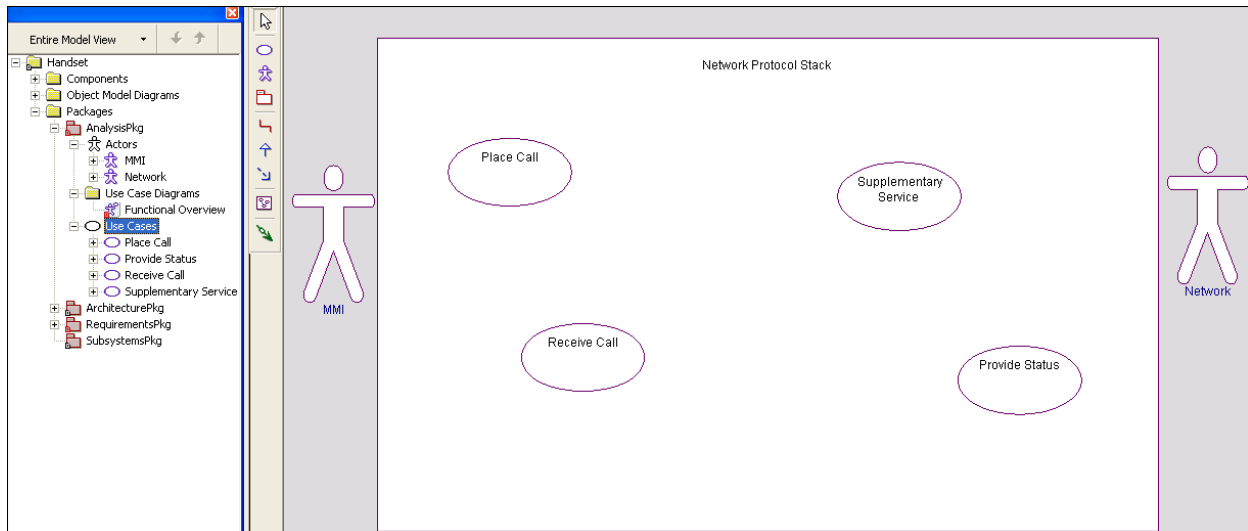 Entire Model View
Handset
Components
Object Model Diagrams
Packages
AnalysisPkg
Actors
MMI
Network
Use Case Diagrams
Functional Overview
Use Cases
Place Call
Provide Status
Receive Call
Supplementary Service
ArchitecturePkg
RequirementsPkg
SubsystemsPkg
Network Protocol Stack
Place Call
Supplementary
Service
MMI
Network
Receive Call
Provide Status